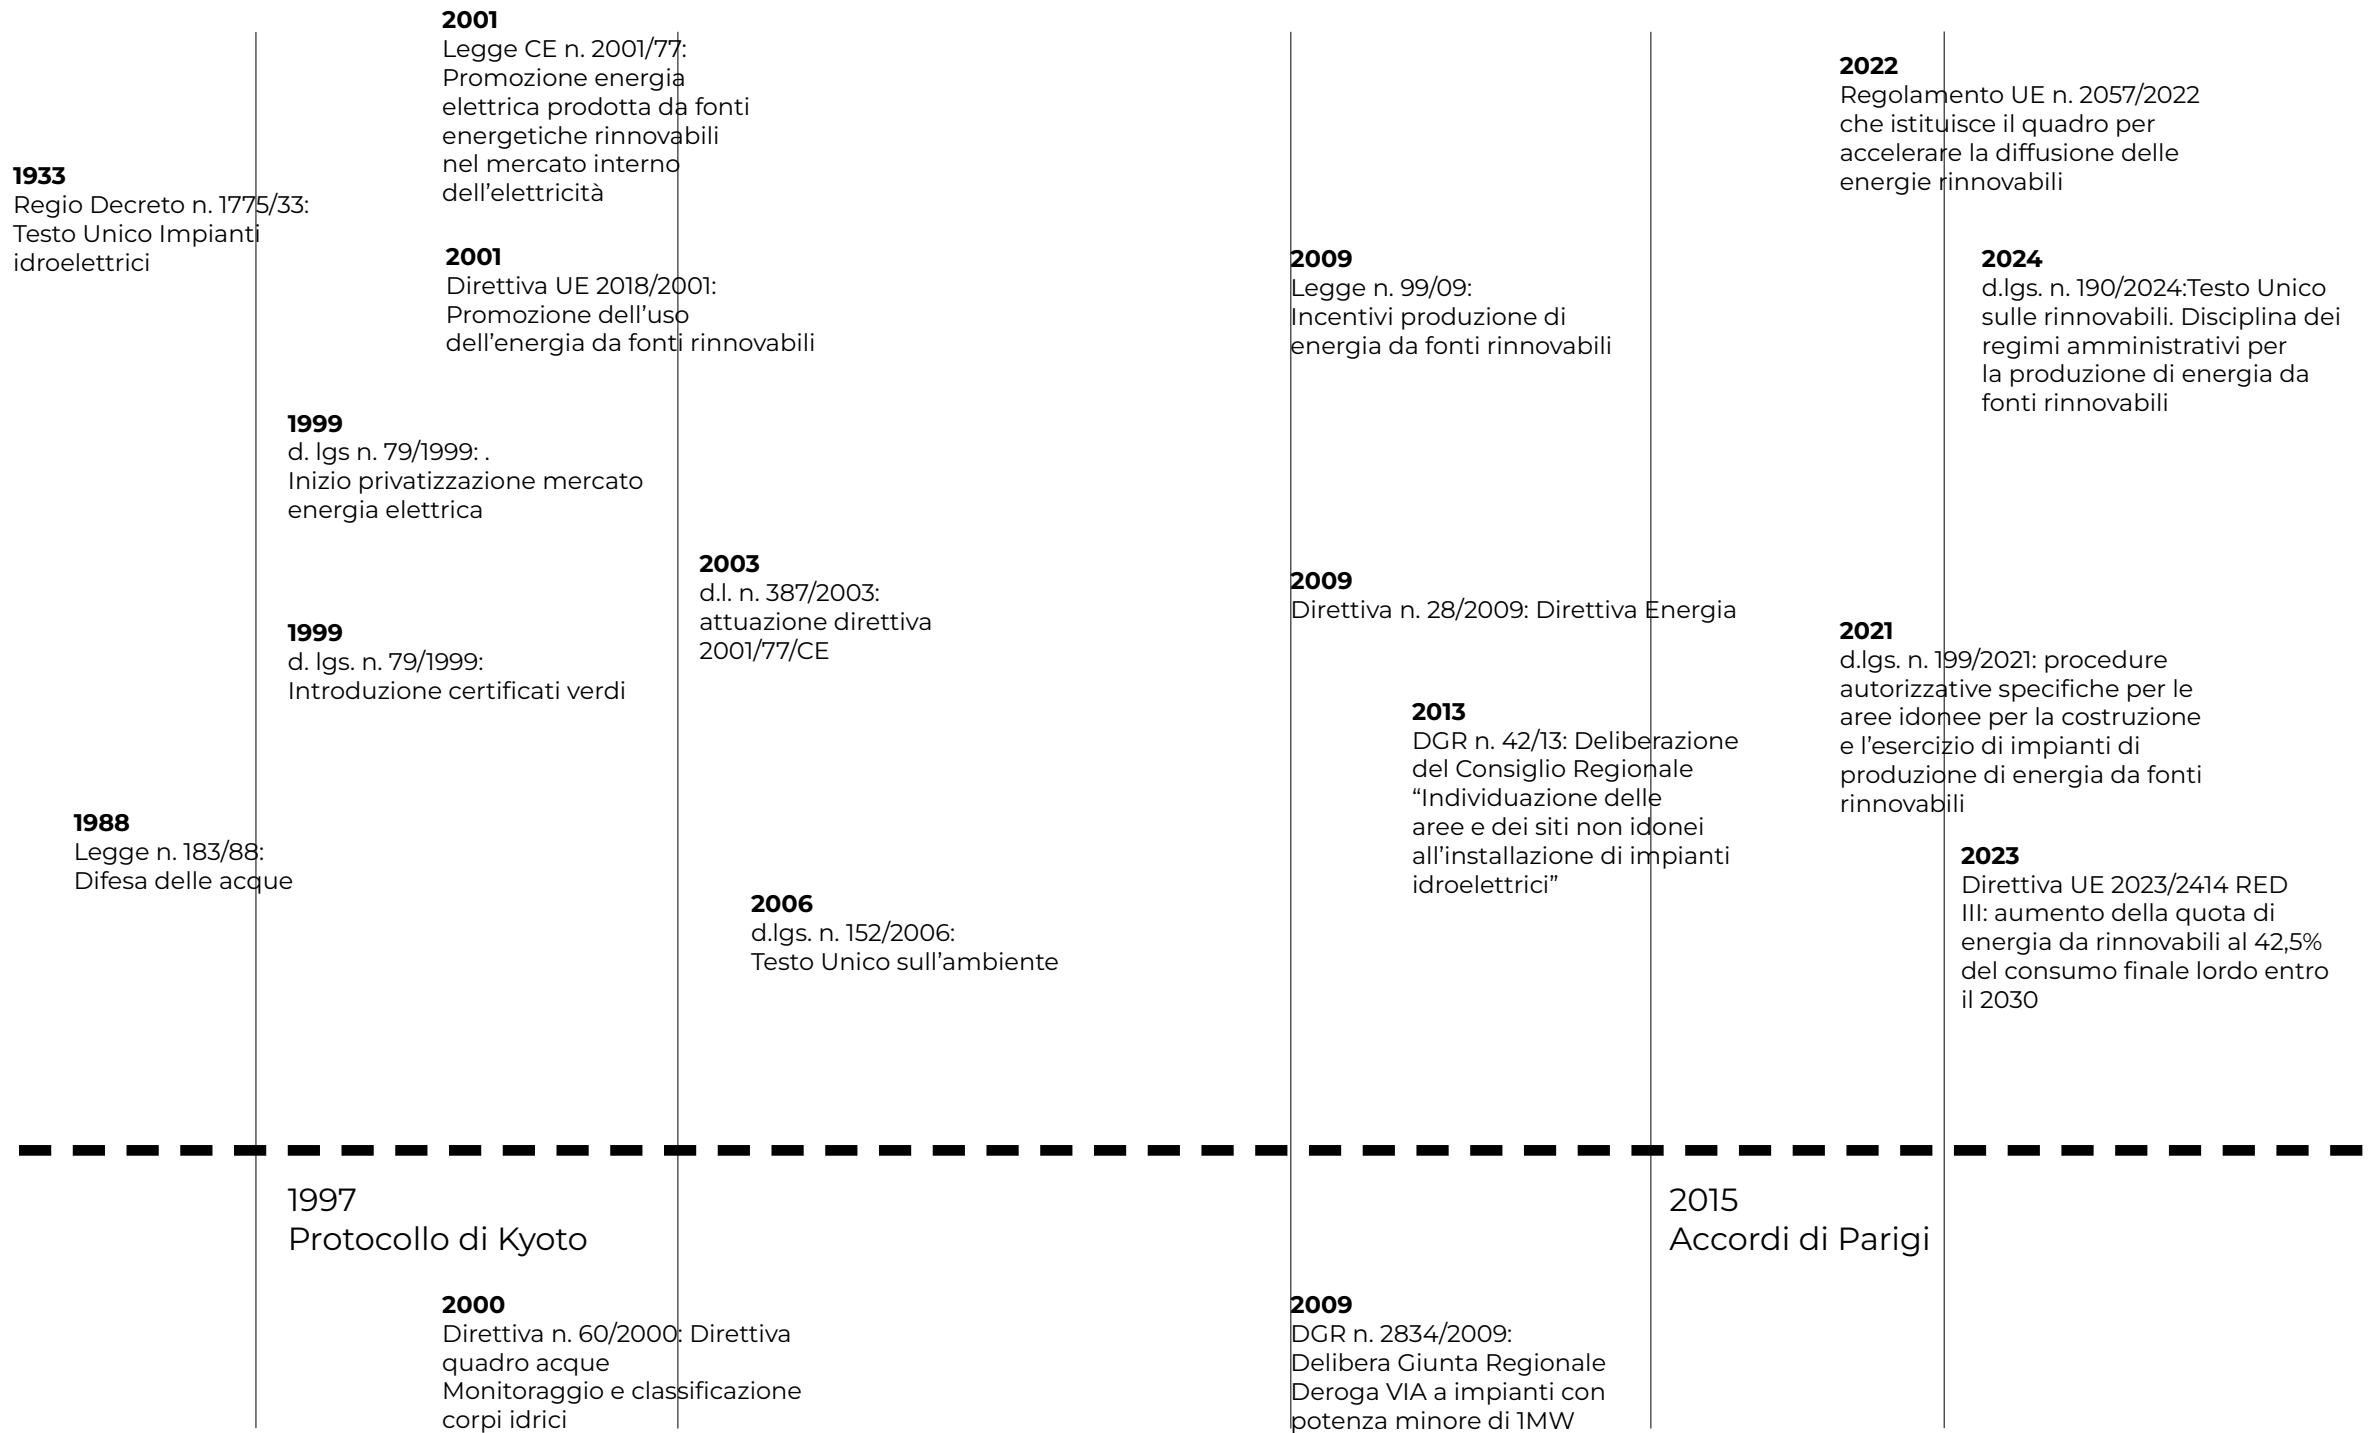 1933
Regio Decreto n. 1775/33:
Testo Unico Impianti
idroelettrici
1988
Legge n. 183/88:
Difesa delle acque
2001
Legge CE n. 2001/77:
Promozione energia
elettrica prodotta da fonti
energetiche rinnovabili
nel mercato interno
dell’elettricità
2001
Direttiva UE 2018/2001:
Promozione dell’uso
dell’energia da fonti rinnovabili
1999
d. lgs n. 79/1999: .
Inizio privatizzazione mercato
energia elettrica
1999
d. lgs. n. 79/1999:
Introduzione certificati verdi
2003
d.l. n. 387/2003:
attuazione direttiva
2001/77/CE
2006
d.lgs. n. 152/2006:
Testo Unico sull’ambiente
2009
Legge n. 99/09:
Incentivi produzione di
energia da fonti rinnovabili
2009
Direttiva n. 28/2009: Direttiva Energia
2013
DGR n. 42/13: Deliberazione
del Consiglio Regionale
“Individuazione delle
aree e dei siti non idonei
all’installazione di impianti
idroelettrici”
2022
Regolamento UE n. 2057/2022
che istituisce il quadro per
accelerare la diffusione delle
energie rinnovabili
2024
d.lgs. n. 190/2024:Testo Unico
sulle rinnovabili. Disciplina dei
regimi amministrativi per
la produzione di energia da
fonti rinnovabili
2021
d.lgs. n. 199/2021: procedure
autorizzative specifiche per le
aree idonee per la costruzione
e l’esercizio di impianti di
produzione di energia da fonti
rinnovabili
2023
Direttiva UE 2023/2414 RED
III: aumento della quota di
energia da rinnovabili al 42,5%
del consumo finale lordo entro
il 2030
1997
Protocollo di Kyoto
2015
Accordi di Parigi
2000
Direttiva n. 60/2000: Direttiva
quadro acque
Monitoraggio e classificazione
corpi idrici
2009
DGR n. 2834/2009:
Delibera Giunta Regionale
Deroga VIA a impianti con
potenza minore di 1MW